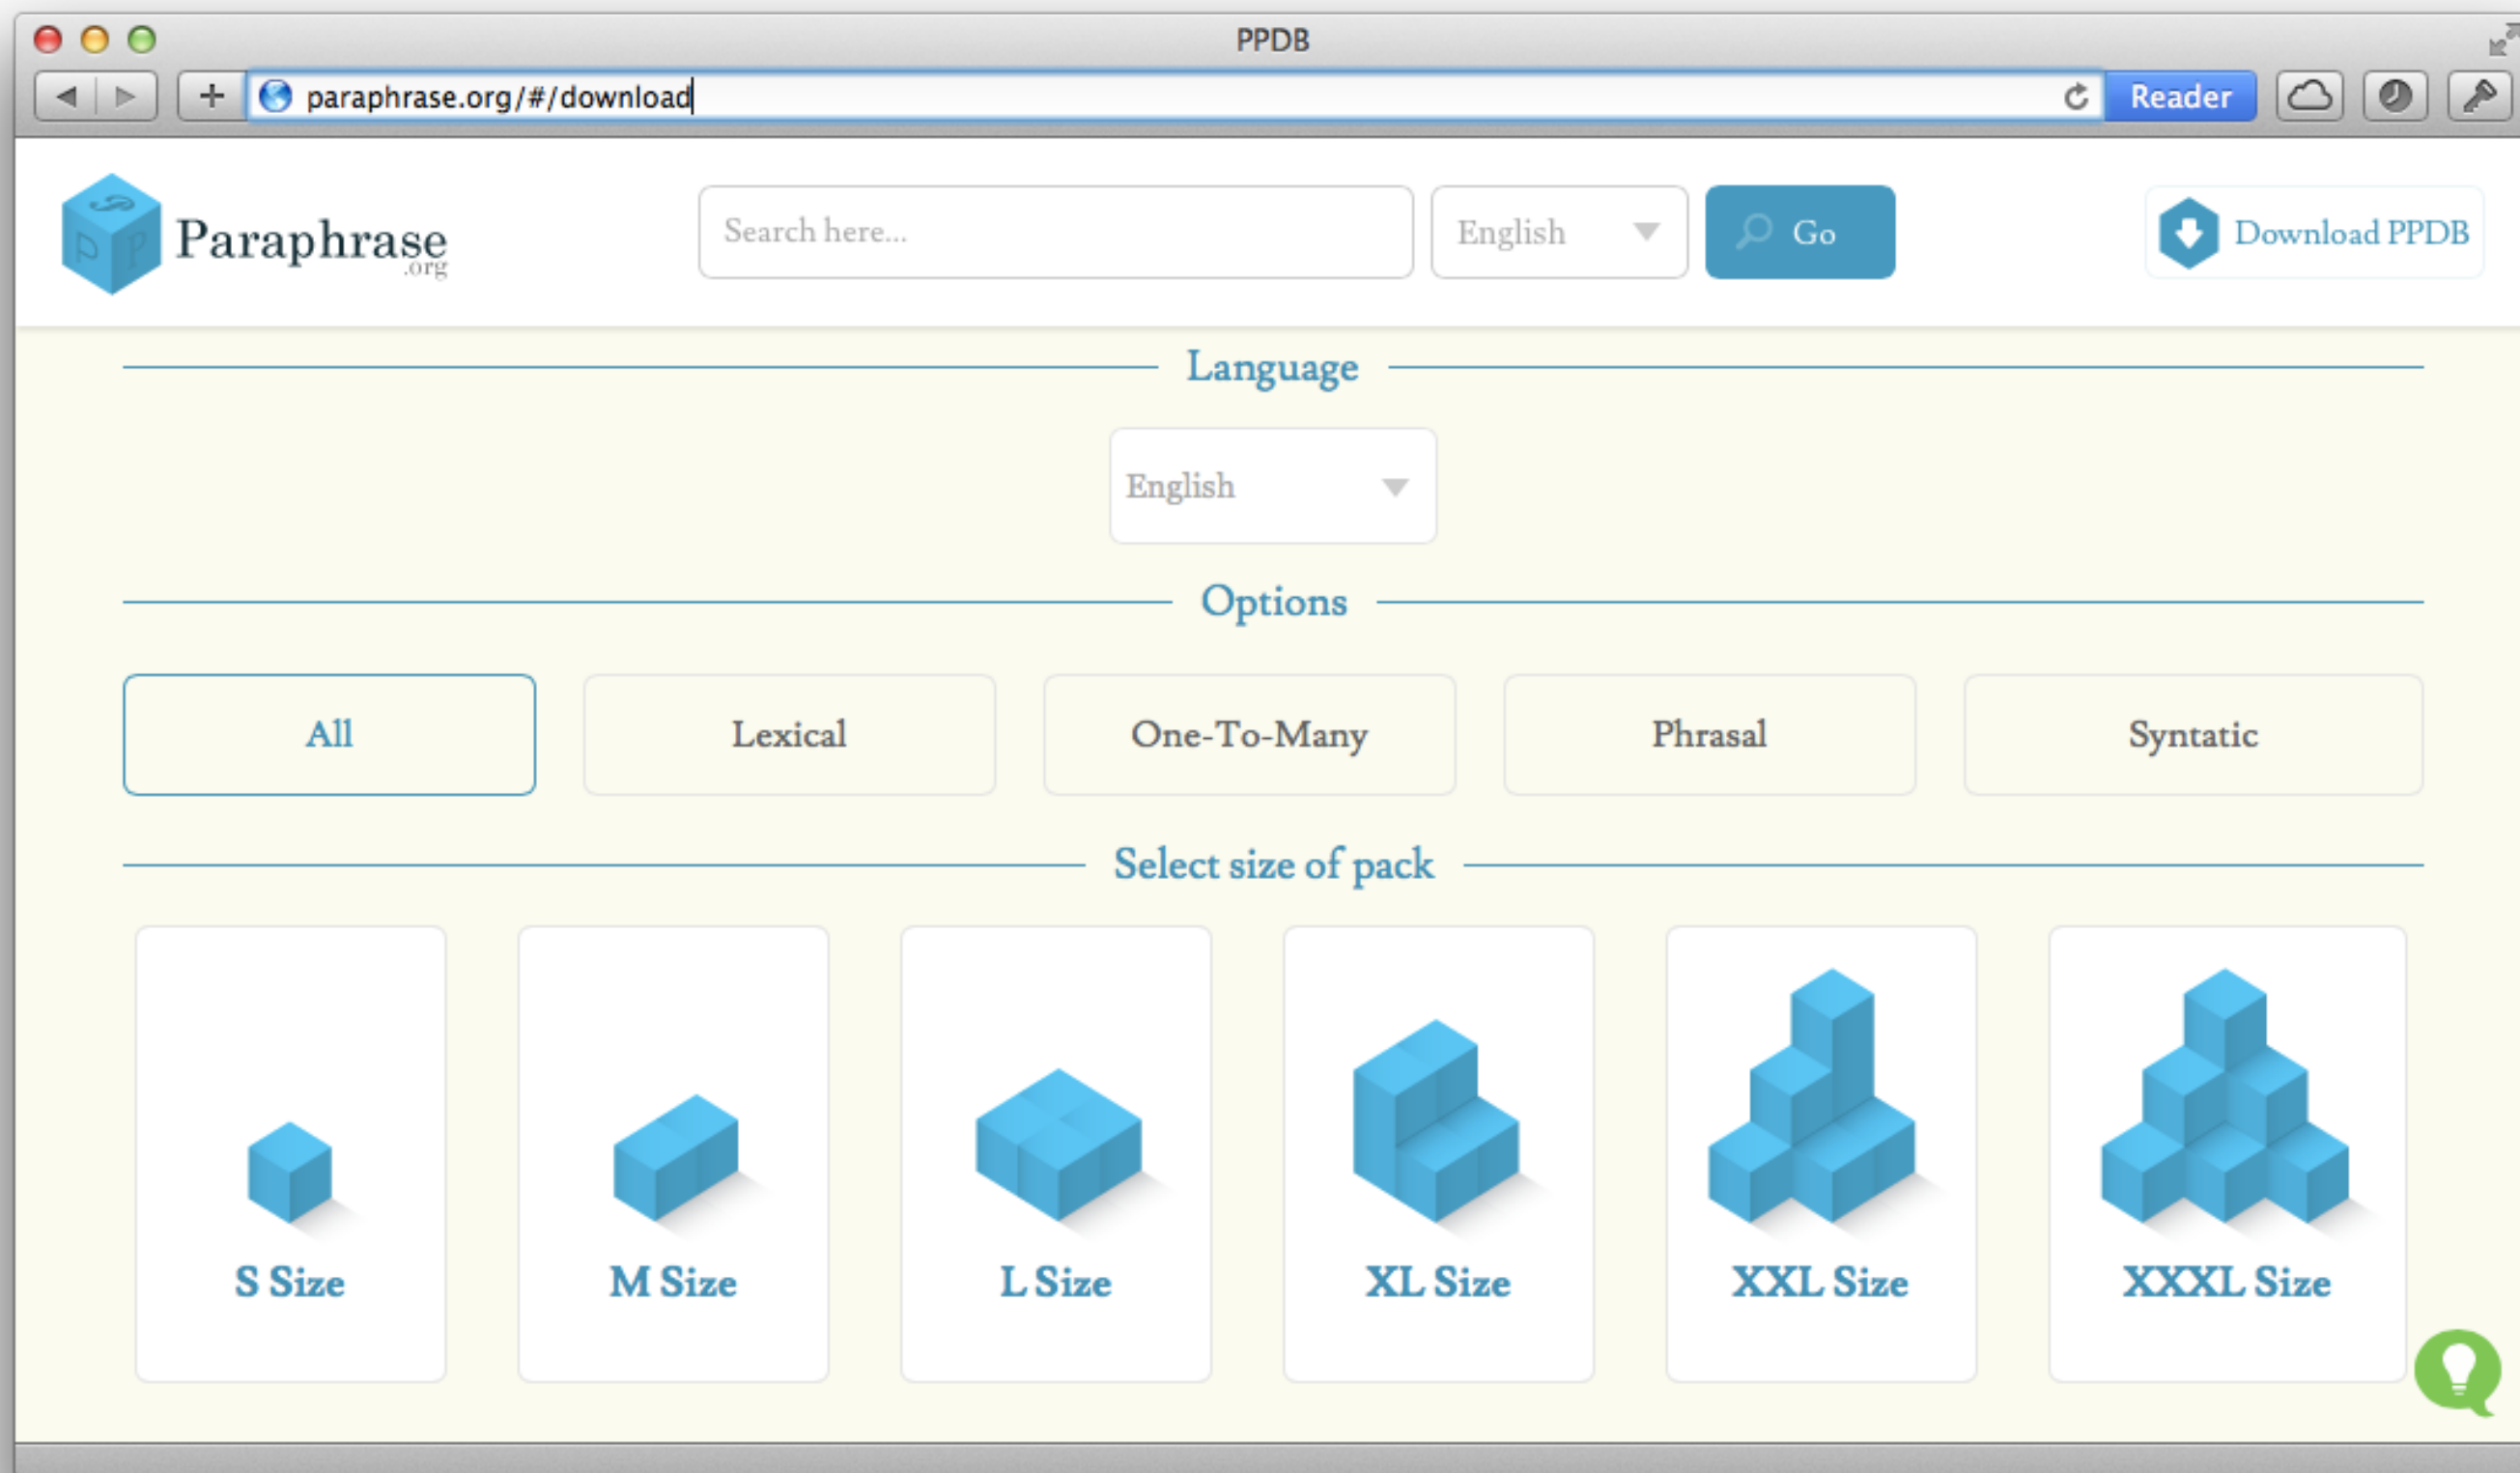 PPDB
paraphrase.org/#/download
Reader
Paraphrase
.org
Search here...
English
Go
Download PPDB
Language
English
Options
All
Lexical
One-To-Many
Phrasal
Syntatic
Select size of pack
S Size
M Size
L Size
XL Size
XXL Size
XXXL Size